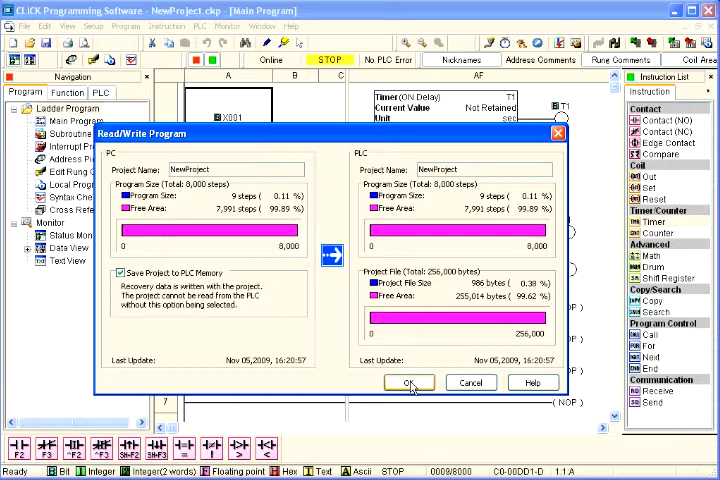 CLICK Programming Software - NewProject.ckp - [Main Program]
File Edit View Setup Program Instruction PLC Monitor Window Help
Online STOP No PLC Error Nicknames Address Comments Rung Comments Coil Area
Navigation
Program Function PLC
Ladder Program
Main Program
Subroutine
Interrupt Pr
Address Pi
Edit Rung C
Local Prog
Syntax Che
Cross Refe
Monitor
Status Mon
Data View
Text View
A B C AF
X001
Timer(ON Delay) T1
Current Value Not Retained
Unit sec
T1
Read/Write Program
PC
Project Name: NewProject
Program Size (Total: 8,000 steps)
Program Size: 9 steps ( 0.11 %)
Free Area: 7,991 steps ( 99.89 %)
0 8,000
Save Project to PLC Memory
Recovery data is written with the project.
The project cannot be read from the PLC
without this option being selected.
Last Update: Nov 05,2009, 16:20:57
PLC
Project Name: NewProject
Program Size (Total: 8,000 steps)
Program Size: 9 steps ( 0.11 %)
Free Area: 7,991 steps ( 99.89 %)
0 8,000
Project File (Total: 256,000 bytes)
Project File Size 986 bytes ( 0.38 %)
Free Area: 255,014 bytes ( 99.62 %)
0 256,000
Last Update: Nov 05,2009, 16:20:57
OK Cancel Help
7 ( NOP )
Instruction List
Instruction
Contact
Contact (NO)
Contact (NC)
Edge Contact
Compare
Coil
Out
Set
Reset
Timer/Counter
Timer
Counter
Advanced
Math
Drum
Shift Register
Copy/Search
Copy
Search
Program Control
Call
For
Next
End
Communication
Receive
Send
F2 F3 ^F2 ^F3 SH+F2 SH+F3
Ready Bit Integer Integer(2 words) Floating point Hex Text Ascii STOP 0009/8000 C0-00DD1-D 1:1 A